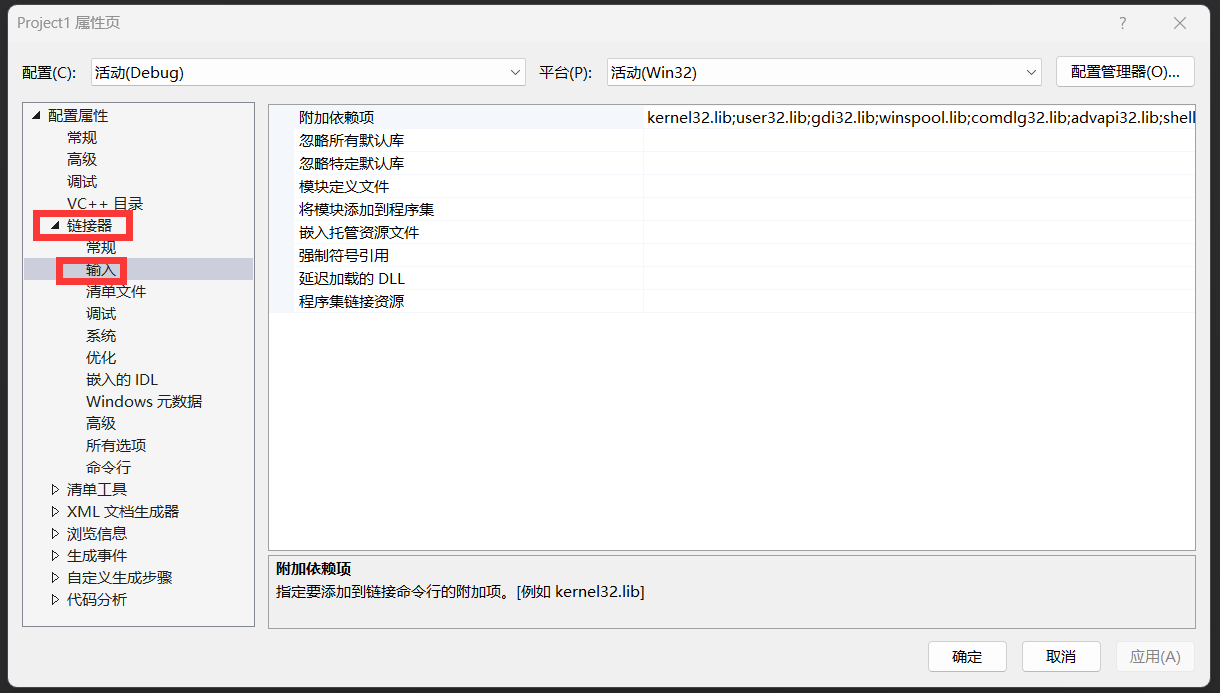 Project1 属性页
配置(C): 活动(Debug) 平台(P): 活动(Win32) 配置管理器(O)...
配置属性
常规
高级
调试
VC++ 目录
链接器
常规
输入
清单文件
调试
系统
优化
嵌入的 IDL
Windows 元数据
高级
所有选项
命令行
清单工具
XML 文档生成器
浏览信息
生成事件
自定义生成步骤
代码分析
附加依赖项 kernel32.lib;user32.lib;gdi32.lib;winspool.lib;comdlg32.lib;advapi32.lib;shell
忽略所有默认库
忽略特定默认库
模块定义文件
将模块添加到程序集
嵌入托管资源文件
强制符号引用
延迟加载的 DLL
程序集链接资源
附加依赖项
指定要添加到链接命令行的附加项。[例如 kernel32.lib]
确定 取消 应用(A)